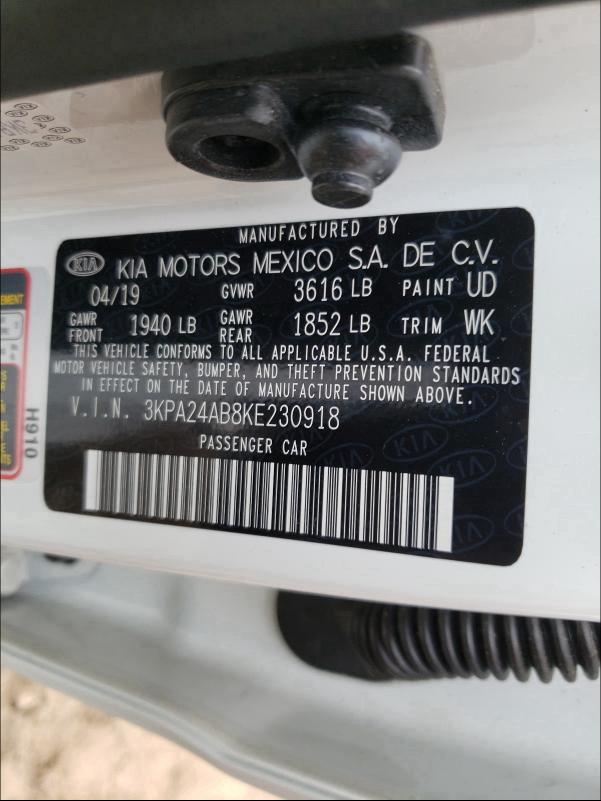 MANUFACTURED BY
KIA KIA MOTORS MEXICO S.A. DE C.V.
04/19 GVWR 3616 LB PAINT UD
GAWR FRONT 1940 LB GAWR REAR 1852 LB TRIM WK
THIS VEHICLE CONFORMS TO ALL APPLICABLE U.S.A. FEDERAL
MOTOR VEHICLE SAFETY, BUMPER, AND THEFT PREVENTION STANDARDS
IN EFFECT ON THE DATE OF MANUFACTURE SHOWN ABOVE.
V.I.N. 3KPA24AB8KE230918
PASSENGER CAR
H910